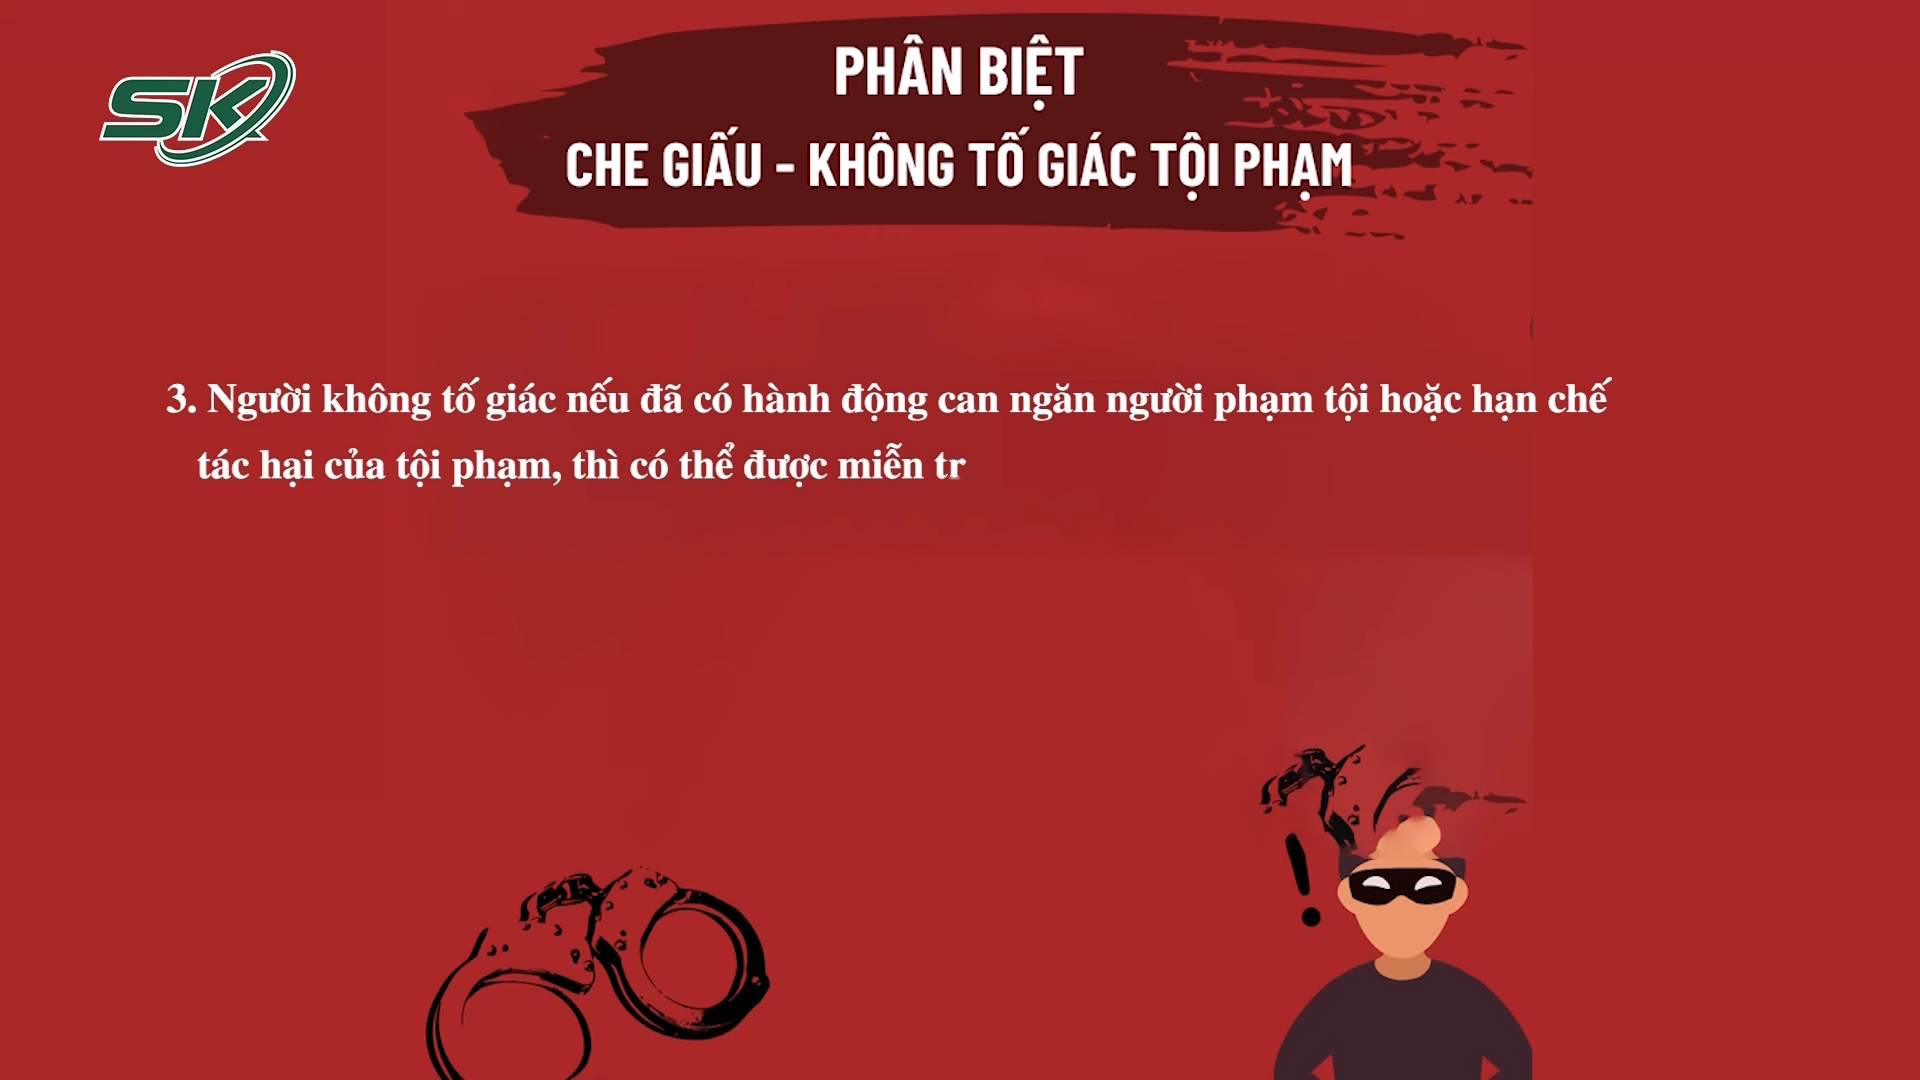 SK
PHÂN BIỆT
CHE GIẤU - KHÔNG TỐ GIÁC TỘI PHẠM
3. Người không tố giác nếu đã có hành động can ngăn người phạm tội hoặc hạn chế
tác hại của tội phạm, thì có thể được miễn tr
!